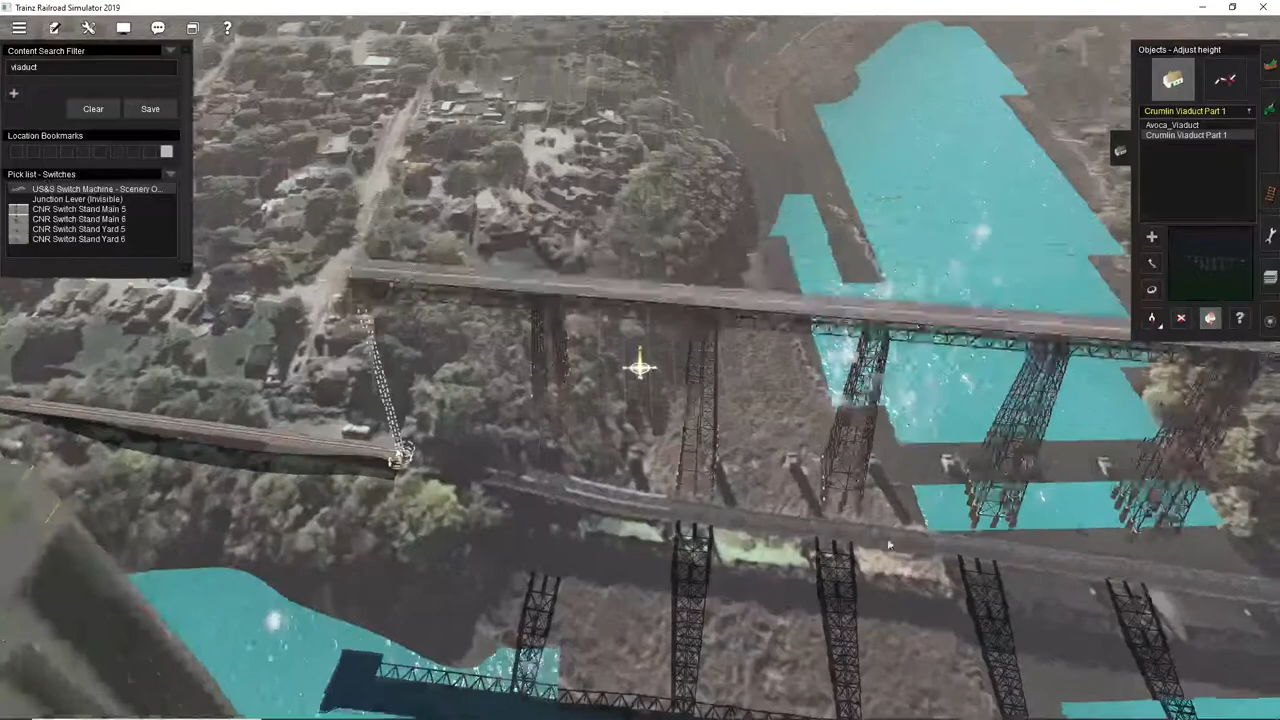 Trainz Railroad Simulator 2019
Content Search Filter
viaduct
Clear
Save
Location Bookmarks
Pick list - Switches
US&S Switch Machine - Scenery O...
Junction Lever (Invisible)
CNR Switch Stand Main 5
CNR Switch Stand Main 6
CNR Switch Stand Yard 5
CNR Switch Stand Yard 6
Objects - Adjust height
Crumlin Viaduct Part 1
Avoca_Viaduct
Crumlin Viaduct Part 1